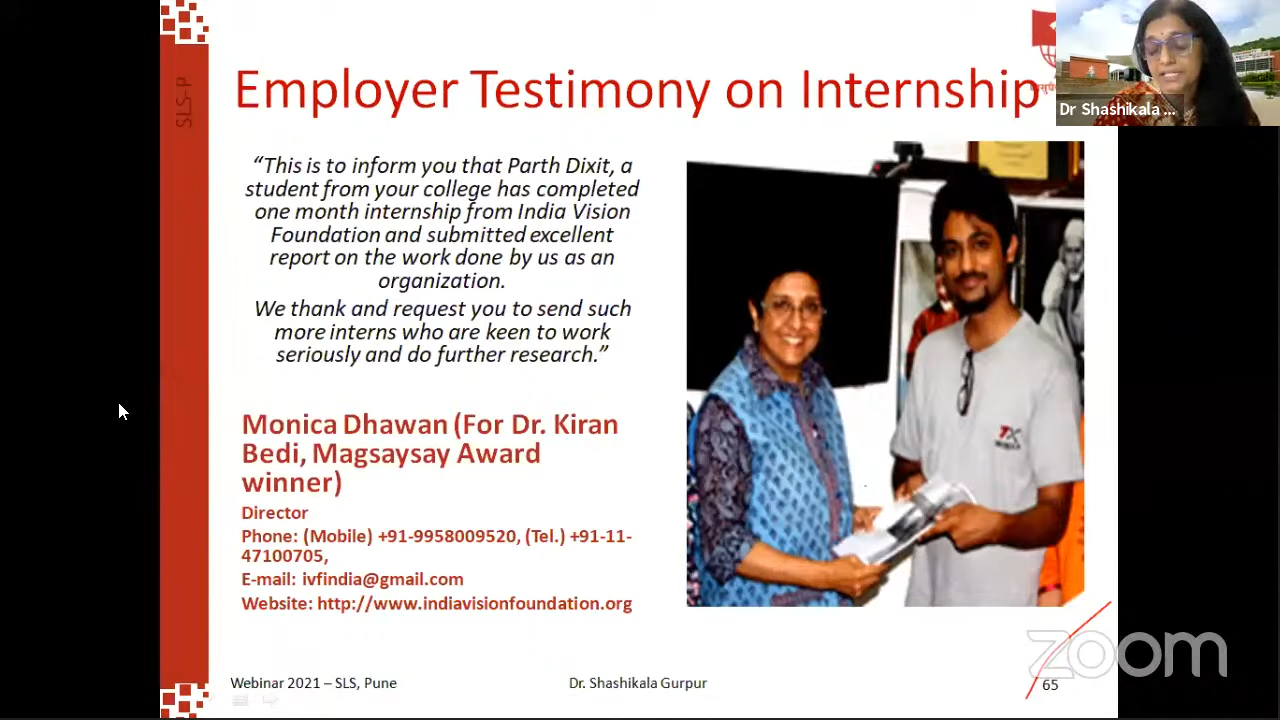 SLS-P
Employer Testimony on Internship
Dr Shashikala ...
“This is to inform you that Parth Dixit, a
student from your college has completed
one month internship from India Vision
Foundation and submitted excellent
report on the work done by us as an
organization.
We thank and request you to send such
more interns who are keen to work
seriously and do further research.”
Monica Dhawan (For Dr. Kiran
Bedi, Magsaysay Award
winner)
Director
Phone: (Mobile) +91-9958009520, (Tel.) +91-11-
47100705,
E-mail: ivfindia@gmail.com
Website: http://www.indiavisionfoundation.org
zoom
Webinar 2021 – SLS, Pune
Dr. Shashikala Gurpur
65